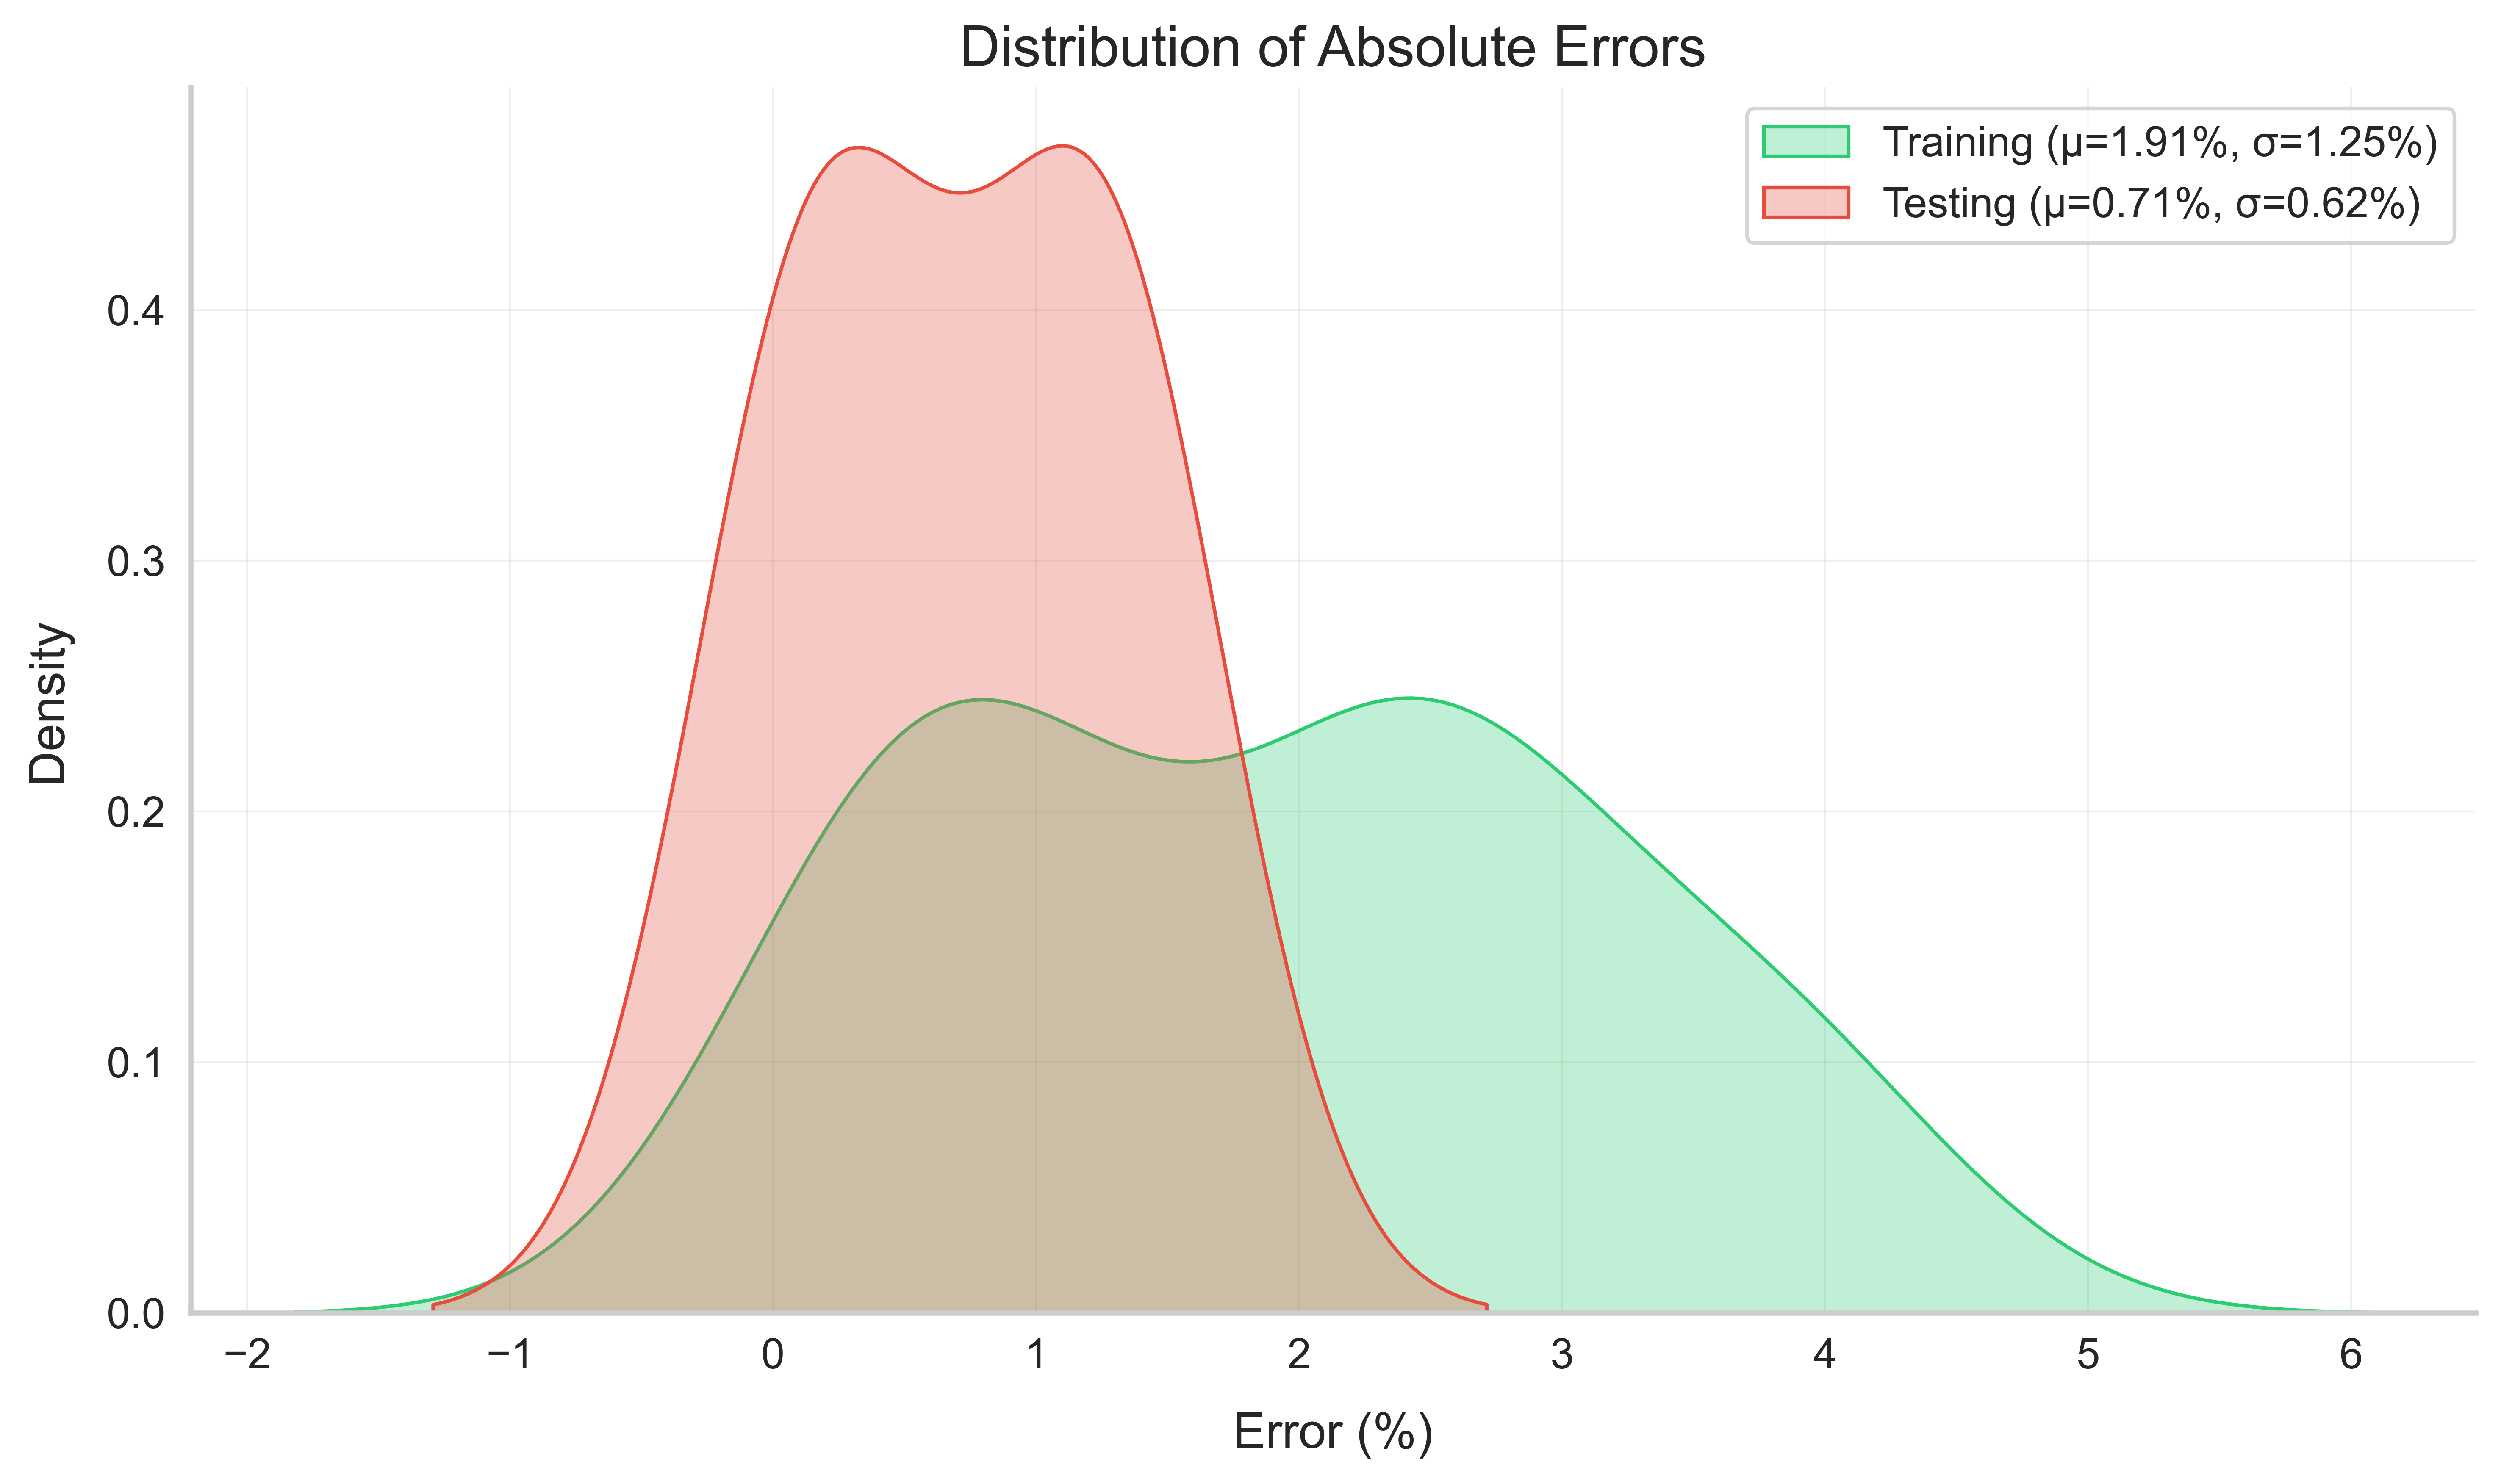 Distribution of Absolute Errors
Training (μ=1.91%, σ=1.25%)
Testing (μ=0.71%, σ=0.62%)
Density
0.4
0.3
0.2
0.1
0.0
−2 −1 0 1 2 3 4 5 6
Error (%)